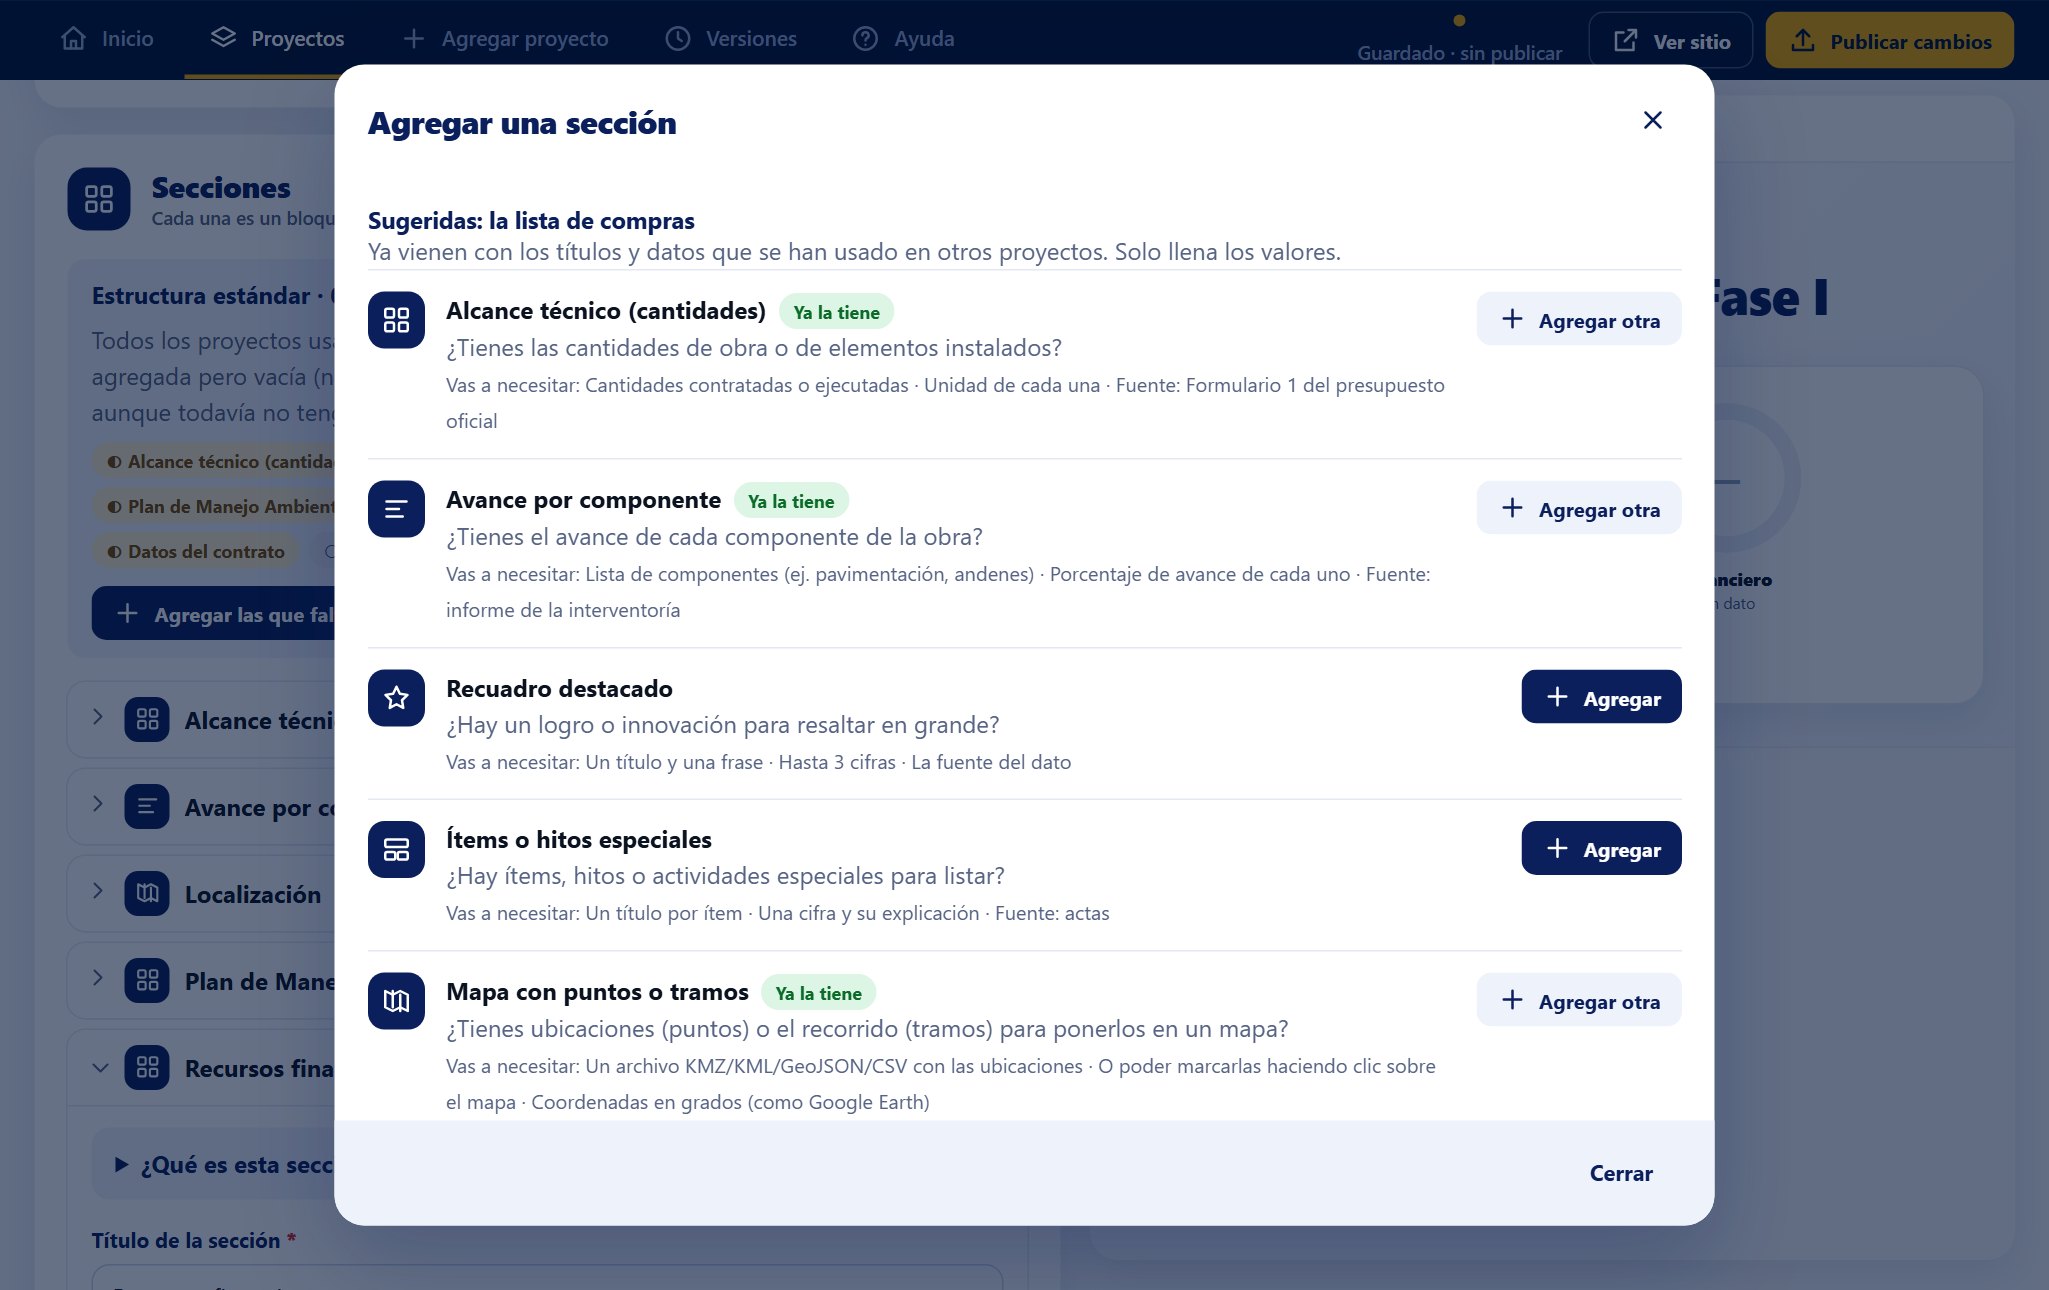 Inicio
Proyectos
Agregar proyecto
Versiones
Ayuda
Guardado · sin publicar
Ver sitio
Publicar cambios
Agregar una sección
Sugeridas: la lista de compras
Ya vienen con los títulos y datos que se han usado en otros proyectos. Solo llena los valores.
Alcance técnico (cantidades) Ya la tiene
Agregar otra
¿Tienes las cantidades de obra o de elementos instalados?
Vas a necesitar: Cantidades contratadas o ejecutadas · Unidad de cada una · Fuente: Formulario 1 del presupuesto
oficial
Avance por componente Ya la tiene
Agregar otra
¿Tienes el avance de cada componente de la obra?
Vas a necesitar: Lista de componentes (ej. pavimentación, andenes) · Porcentaje de avance de cada uno · Fuente:
informe de la interventoría
Recuadro destacado
Agregar
¿Hay un logro o innovación para resaltar en grande?
Vas a necesitar: Un título y una frase · Hasta 3 cifras · La fuente del dato
Ítems o hitos especiales
Agregar
¿Hay ítems, hitos o actividades especiales para listar?
Vas a necesitar: Un título por ítem · Una cifra y su explicación · Fuente: actas
Mapa con puntos o tramos Ya la tiene
Agregar otra
¿Tienes ubicaciones (puntos) o el recorrido (tramos) para ponerlos en un mapa?
Vas a necesitar: Un archivo KMZ/KML/GeoJSON/CSV con las ubicaciones · O poder marcarlas haciendo clic sobre
el mapa · Coordenadas en grados (como Google Earth)
Cerrar
Secciones
Cada una es un bloqu
Estructura estándar ·
Todos los proyectos us
agregada pero vacía (n
aunque todavía no ten
Alcance técnico (cantida
Plan de Manejo Ambient
Datos del contrato
Agregar las que fal
Alcance técni
Avance por c
Localización
Plan de Mane
Recursos fina
¿Qué es esta secc
Título de la sección *
Fase I
nciero
dato